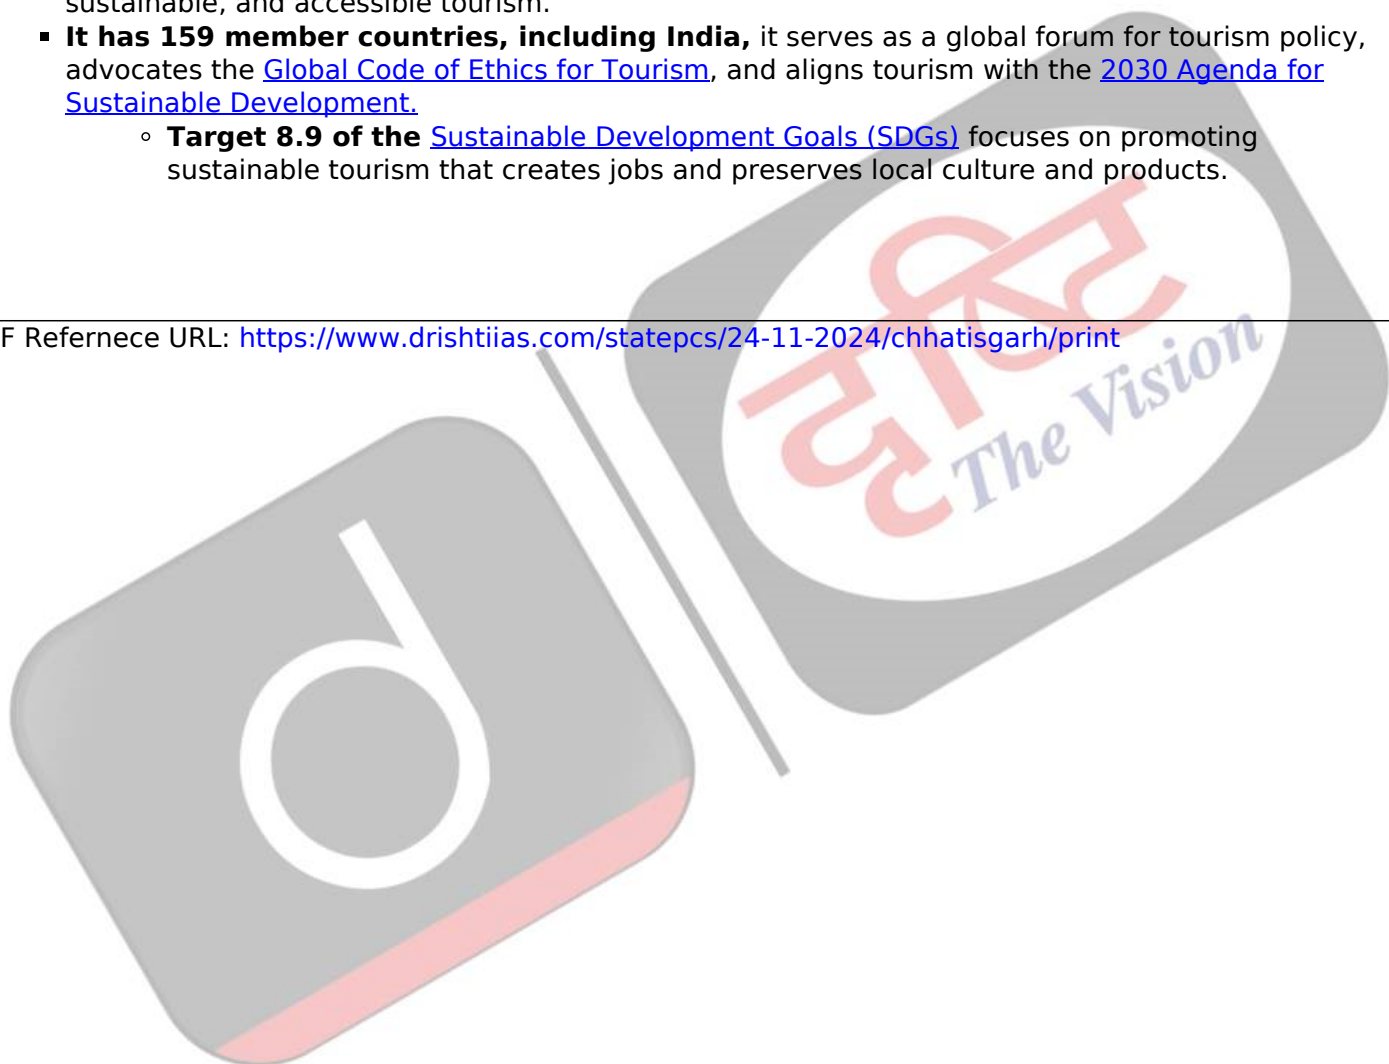 sustainable, and accessible tourism.
It has 159 member countries, including India, it serves as a global forum for tourism policy,
advocates the Global Code of Ethics for Tourism, and aligns tourism with the 2030 Agenda for
Sustainable Development.
Target 8.9 of the Sustainable Development Goals (SDGs) focuses on promoting
sustainable tourism that creates jobs and preserves local culture and products.
F Refernece URL: https://www.drishtiias.com/statepcs/24-11-2024/chhatisgarh/print
दृष्टि
The Vision
d